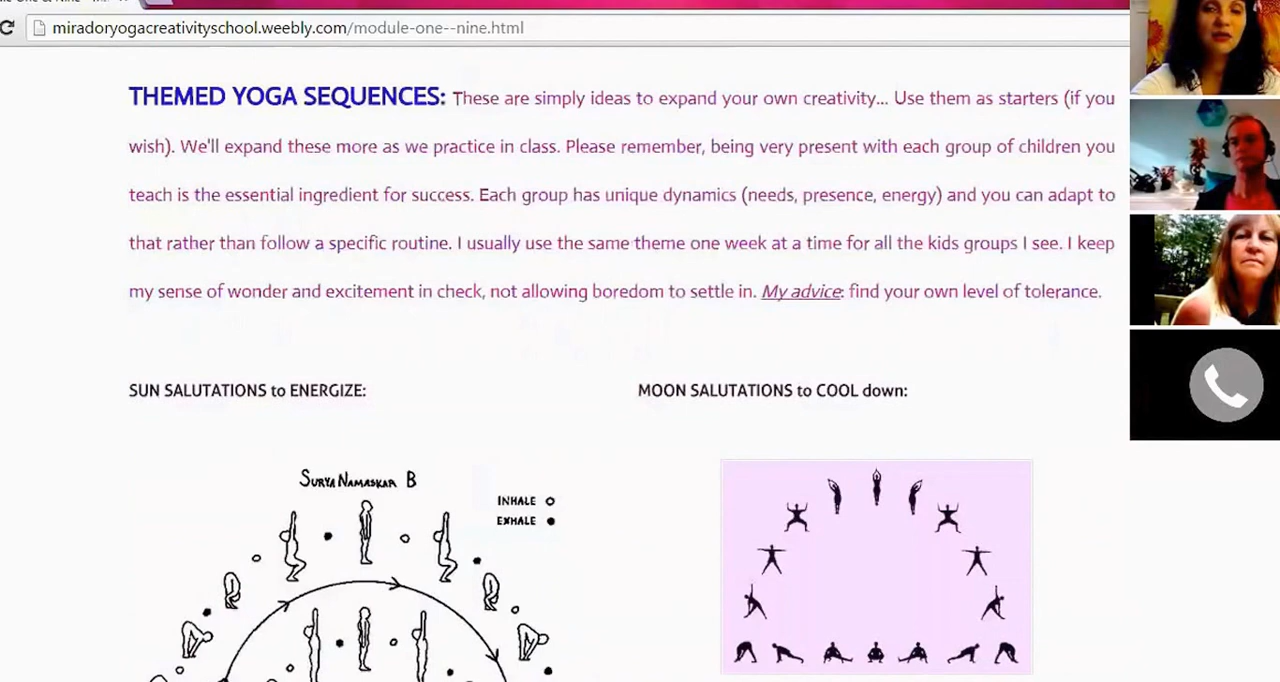 miradoryogacreativityschool.weebly.com/module-one--nine.html
THEMED YOGA SEQUENCES: These are simply ideas to expand your own creativity... Use them as starters (if you
wish). We'll expand these more as we practice in class. Please remember, being very present with each group of children you
teach is the essential ingredient for success. Each group has unique dynamics (needs, presence, energy) and you can adapt to
that rather than follow a specific routine. I usually use the same theme one week at a time for all the kids groups I see. I keep
my sense of wonder and excitement in check, not allowing boredom to settle in. My advice: find your own level of tolerance.
SUN SALUTATIONS to ENERGIZE:
MOON SALUTATIONS to COOL down:
SURYA NAMASKAR B
INHALE
EXHALE